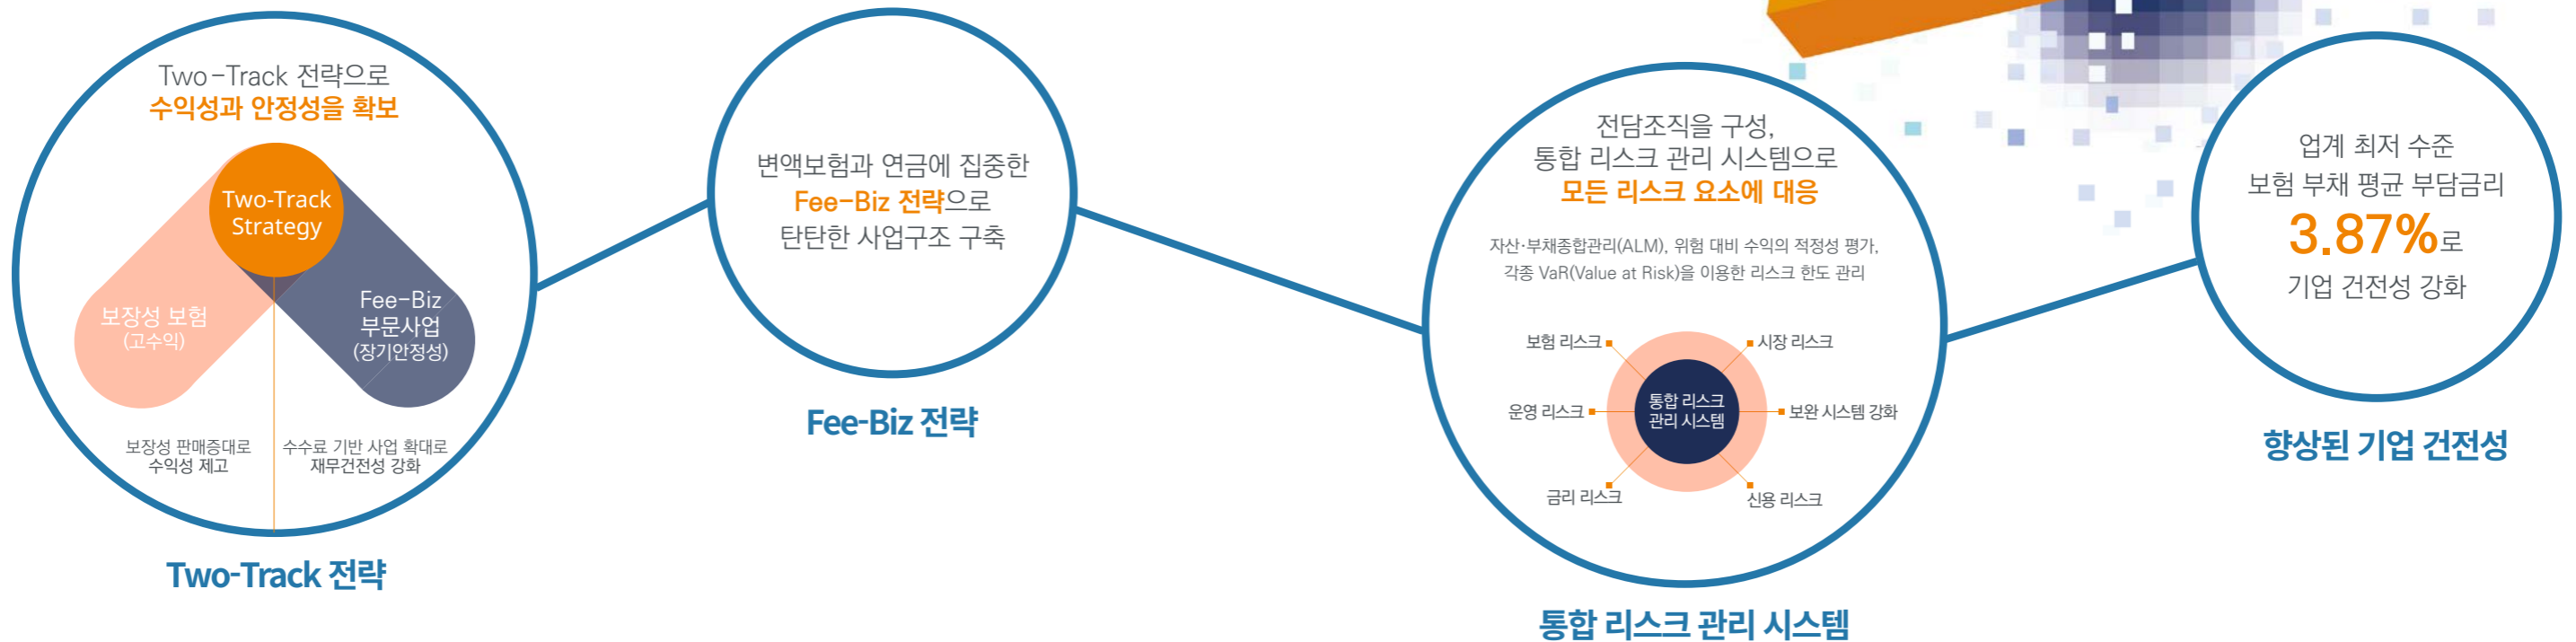 Two-Track 전략으로
수익성과 안정성을 확보
Two-Track
Strategy
보장성 보험
(고수익)
Fee-Biz
부문사업
(장기안정성)
보장성 판매증대로
수익성 제고
수수료 기반 사업 확대로
재무건전성 강화
Two-Track 전략
변액보험과 연금에 집중한
Fee-Biz 전략으로
탄탄한 사업구조 구축
Fee-Biz 전략
전담조직을 구성,
통합 리스크 관리 시스템으로
모든 리스크 요소에 대응
자산·부채종합관리(ALM), 위험 대비 수익의 적정성 평가,
각종 VaR(Value at Risk)을 이용한 리스크 한도 관리
보험 리스크
시장 리스크
운영 리스크
통합 리스크
관리 시스템
보완 시스템 강화
금리 리스크
신용 리스크
통합 리스크 관리 시스템
업계 최저 수준
보험 부채 평균 부담금리
3.87%로
기업 건전성 강화
향상된 기업 건전성